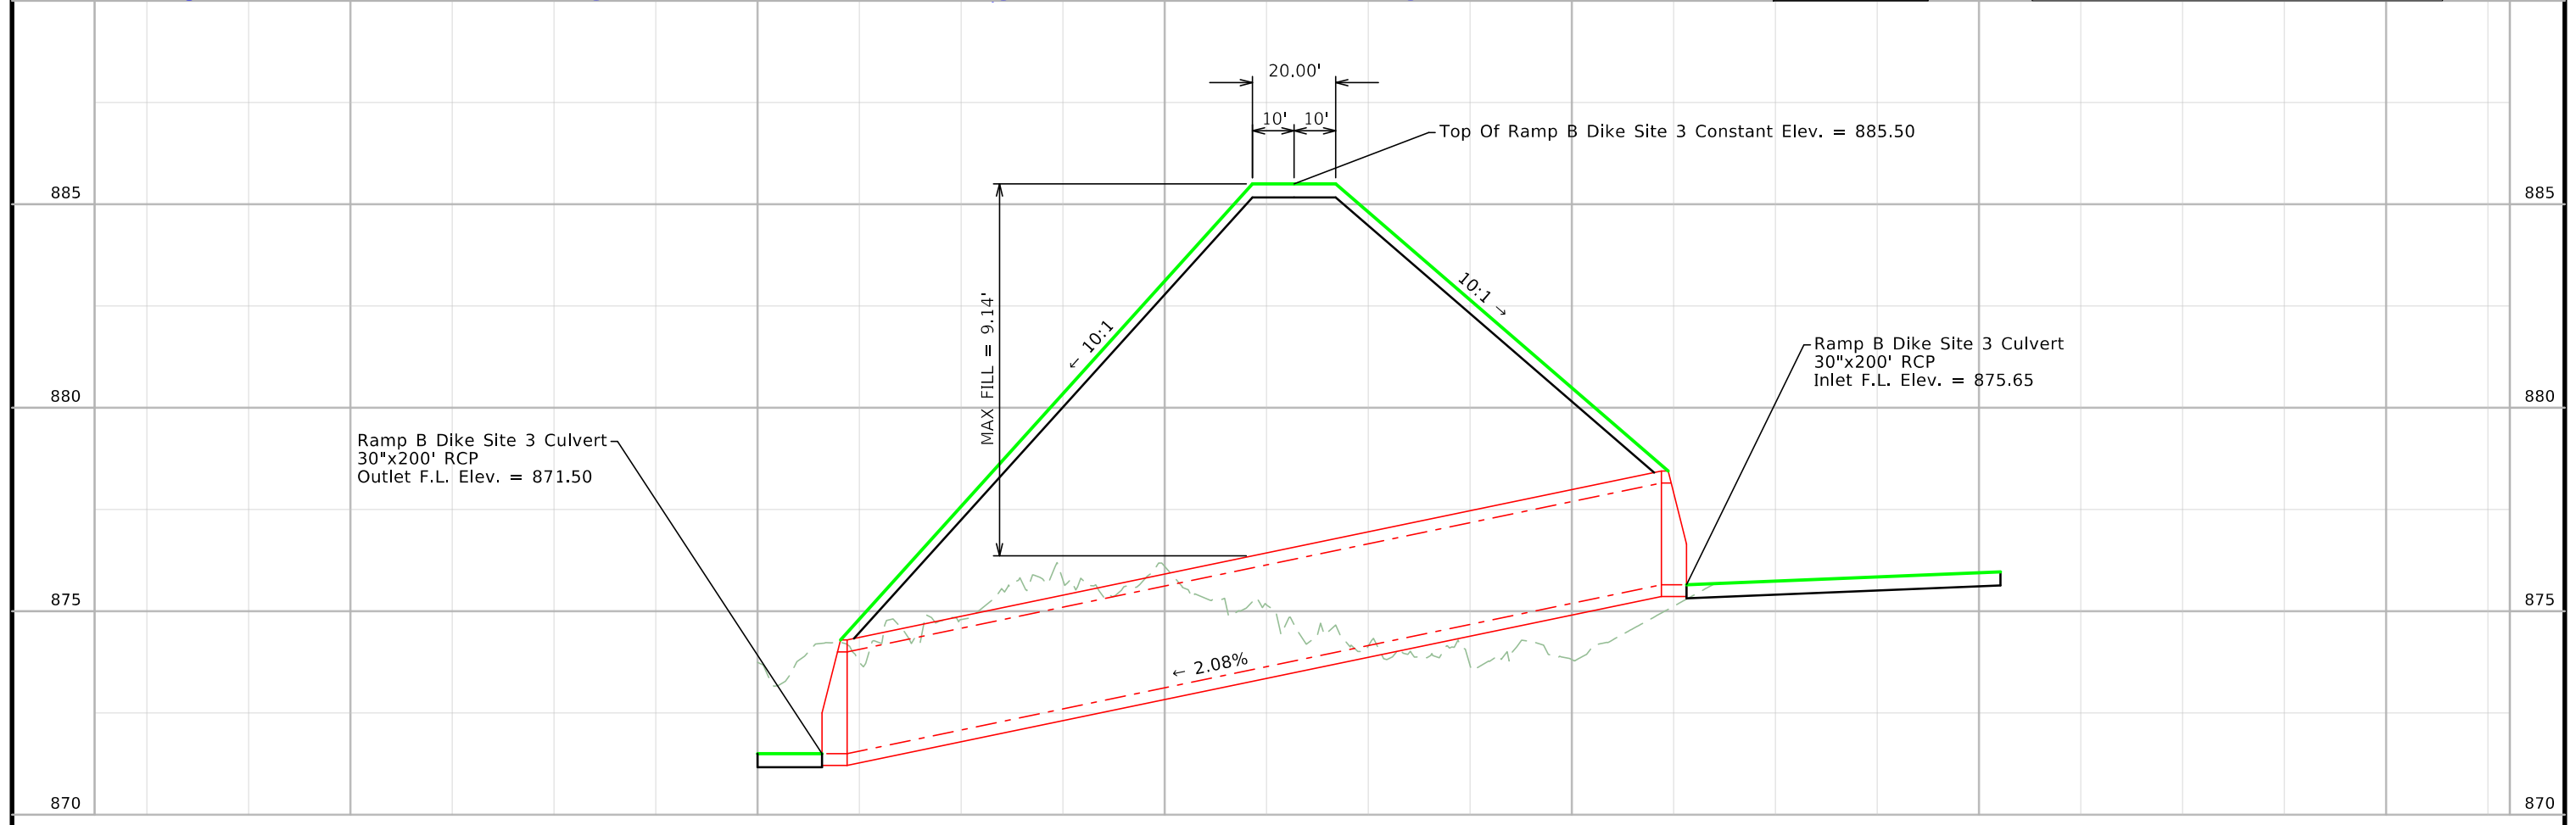 20.00'
10' 10'
Top Of Ramp B Dike Site 3 Constant Elev. = 885.50
885 885
10:1 →
← 10:1
MAX FILL = 9.14'
Ramp B Dike Site 3 Culvert
30"x200' RCP
Inlet F.L. Elev. = 875.65
880 880
Ramp B Dike Site 3 Culvert
30"x200' RCP
Outlet F.L. Elev. = 871.50
875 875
← 2.08%
870 870